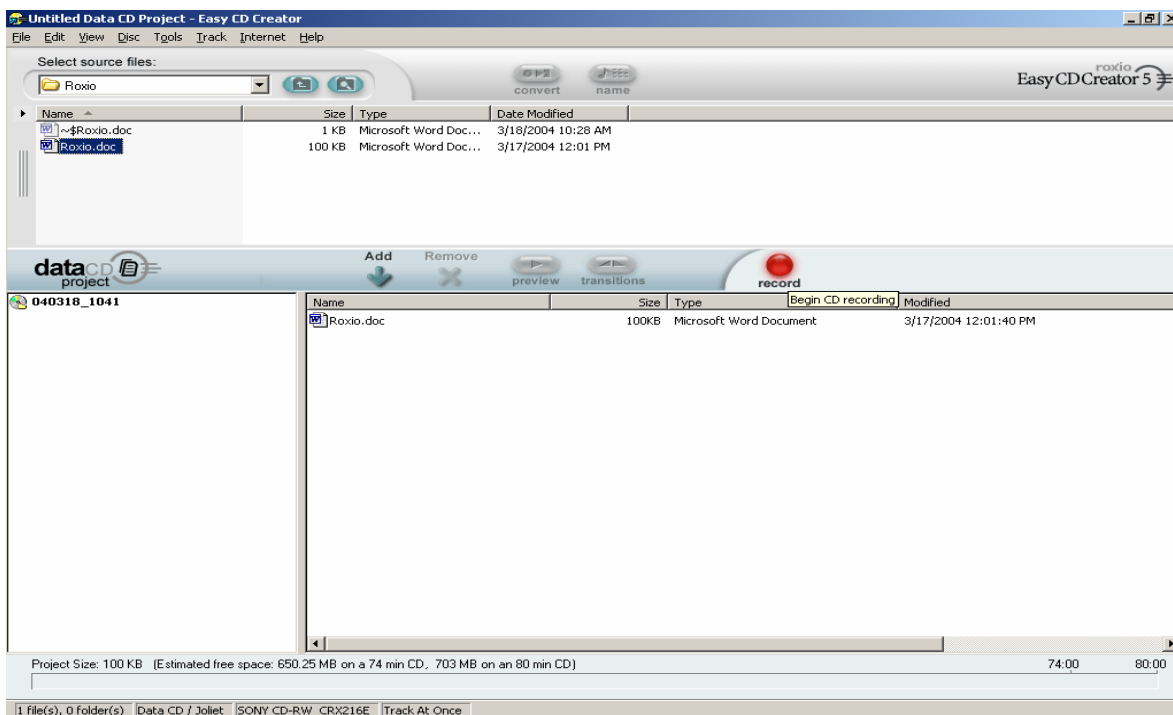 Untitled Data CD Project - Easy CD Creator
File Edit View Disc Tools Track Internet Help
Select source files:
Roxio
convert name
roxio
Easy CD Creator 5
Name Size Type Date Modified
~$Roxio.doc 1 KB Microsoft Word Doc... 3/18/2004 10:28 AM
Roxio.doc 100 KB Microsoft Word Doc... 3/17/2004 12:01 PM
dataCD
project
Add Remove
preview transitions
record
Begin CD recording
040318_1041
Name Size Type Modified
Roxio.doc 100KB Microsoft Word Document 3/17/2004 12:01:40 PM
Project Size: 100 KB (Estimated free space: 650.25 MB on a 74 min CD, 703 MB on an 80 min CD) 74:00 80:00
1 file(s), 0 folder(s) Data CD / Joliet SONY CD-RW CRX216E Track At Once